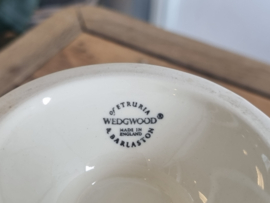 of ETRURIA
WEDGWOOD®
MADE IN
ENGLAND
& BARLASTON